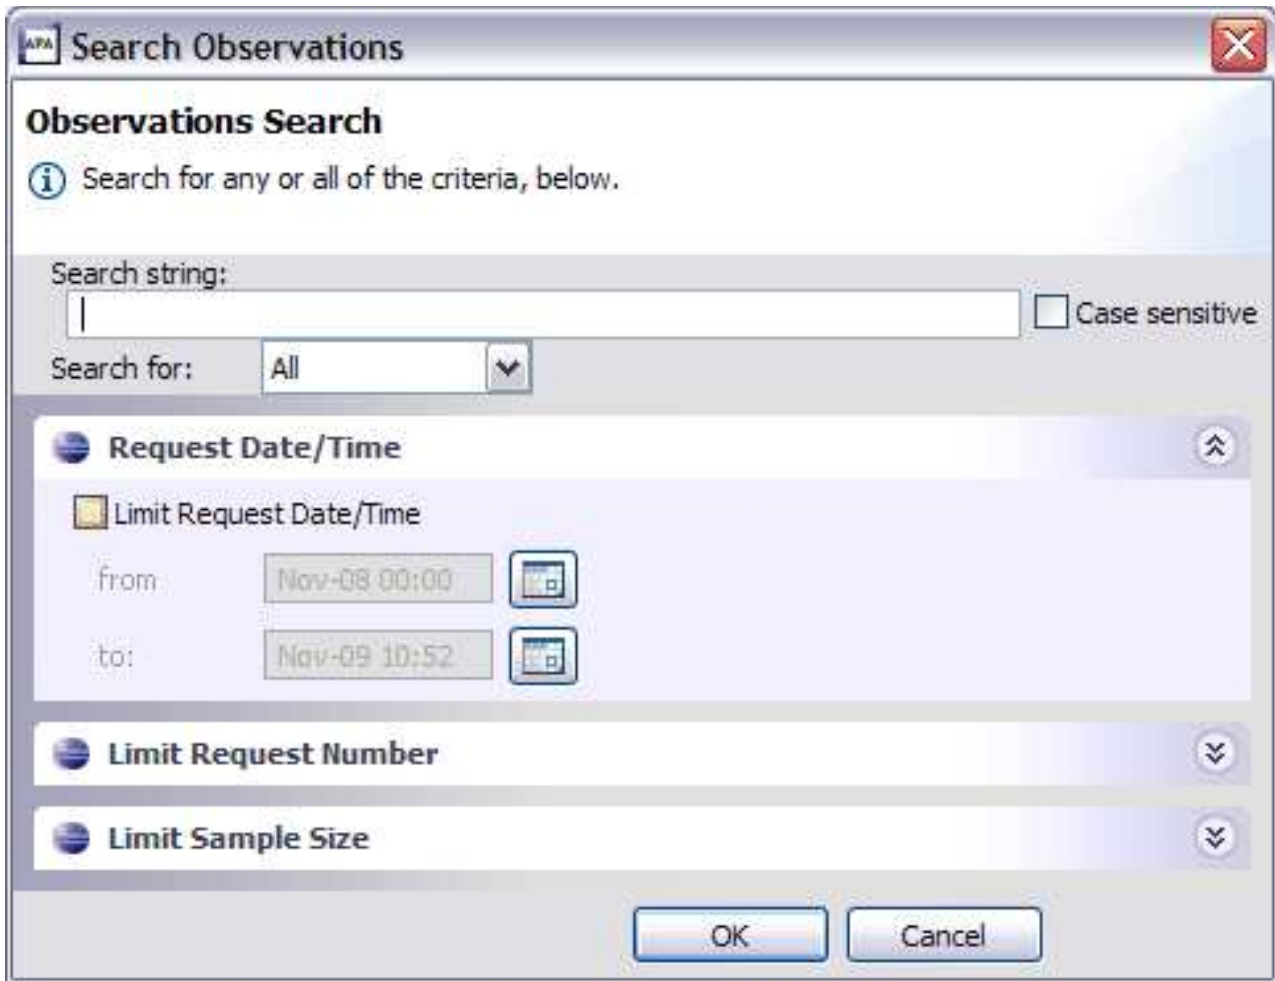 APA Search Observations
Observations Search
Search for any or all of the criteria, below.
Search string:
Case sensitive
Search for: All
Request Date/Time
Limit Request Date/Time
from Nov-08 00:00
to: Nov-09 10:52
Limit Request Number
Limit Sample Size
OK Cancel